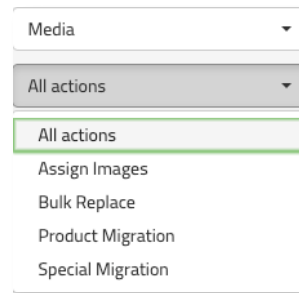 Media
All actions
All actions
Assign Images
Bulk Replace
Product Migration
Special Migration